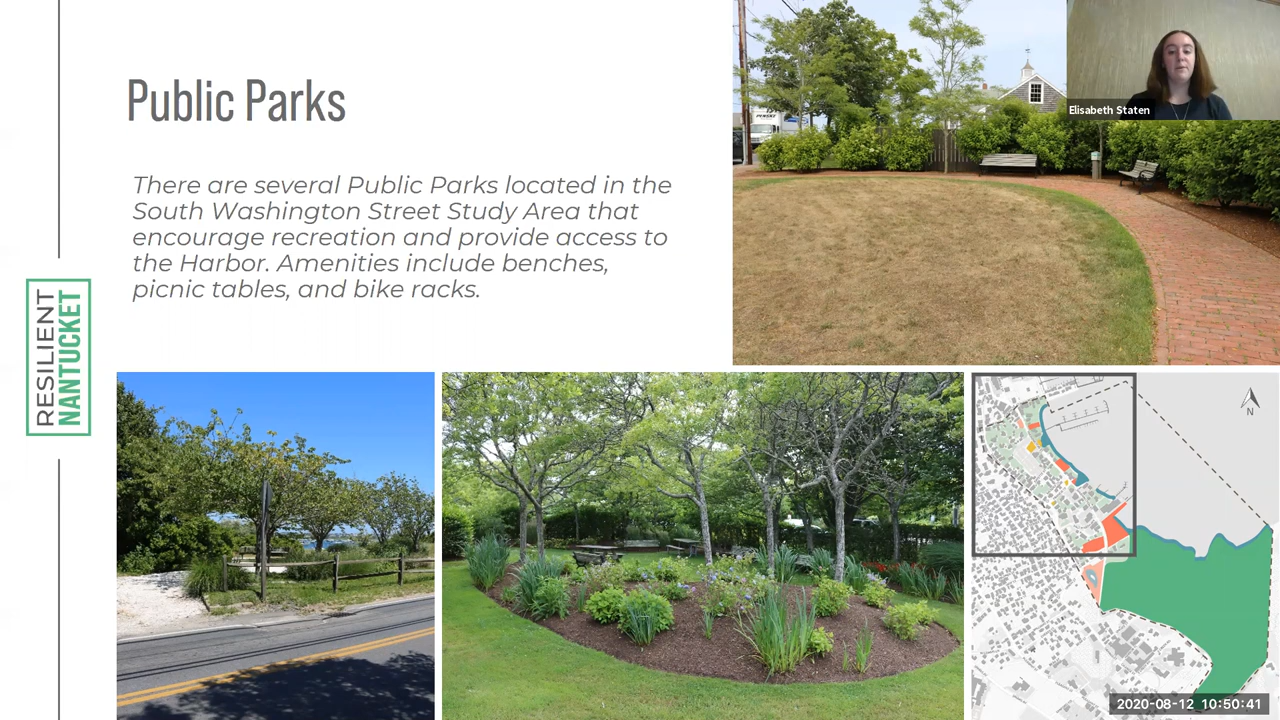 Public Parks
There are several Public Parks located in the
South Washington Street Study Area that
encourage recreation and provide access to
the Harbor. Amenities include benches,
picnic tables, and bike racks.
RESILIENT
NANTUCKET
PENSKE
Elisabeth Staten
N
2020-08-12 10:50:41